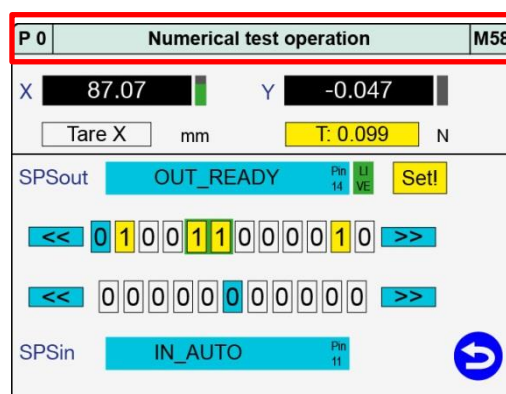 P 0 Numerical test operation M58
X 87.07 Y -0.047
Tare X mm T: 0.099 N
SPSout OUT_READY Pin 14 LI VE Set!
<< 0 1 0 0 1 1 0 0 0 0 1 0 >>
<< 0 0 0 0 0 0 0 0 0 0 0 >>
SPSin IN_AUTO Pin 11